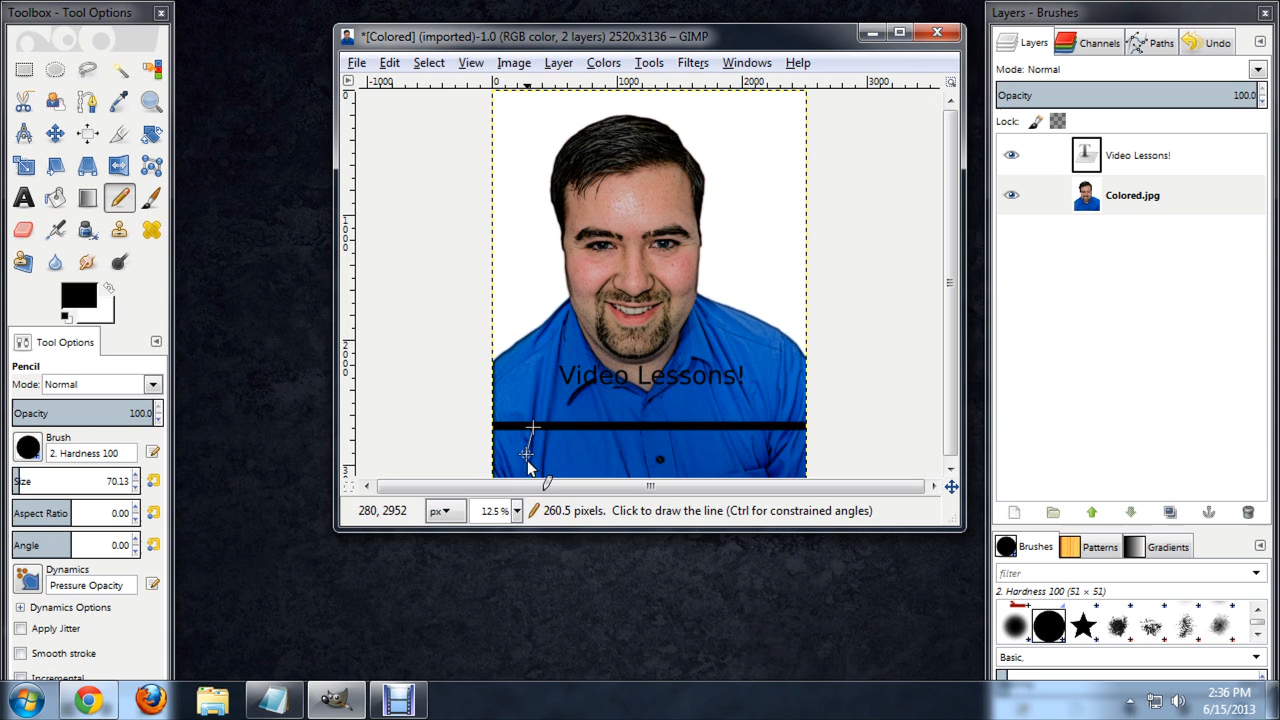 Toolbox - Tool Options
*[Colored] (imported)-1.0 (RGB color, 2 layers) 2520x3136 – GIMP
Layers - Brushes
File Edit Select View Image Layer Colors Tools Filters Windows Help
-1000 0 1000 2000 3000
0
1000
2000
3
Video Lessons!
280, 2952 px 12.5 % 260.5 pixels. Click to draw the line (Ctrl for constrained angles)
Tool Options
Pencil
Mode: Normal
Opacity 100.0
Brush
2. Hardness 100
Size 70.13
Aspect Ratio 0.00
Angle 0.00
Dynamics
Pressure Opacity
Dynamics Options
Apply Jitter
Smooth stroke
Incremental
Layers Channels Paths Undo
Mode: Normal
Opacity 100.0
Lock:
Video Lessons!
Colored.jpg
Brushes Patterns Gradients
filter
2. Hardness 100 (51 × 51)
Basic,
2:36 PM
6/15/2013